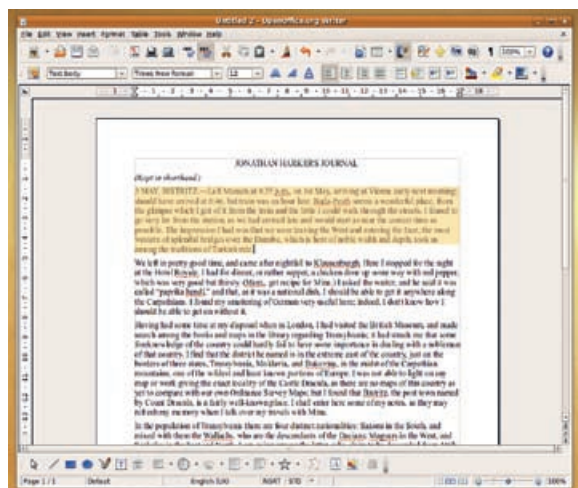 Untitled 2 - OpenOffice.org Writer
File Edit View Insert Format Table Tools Window Help
Text body Times New Roman 12
JONATHAN HARKER'S JOURNAL
(Kept in shorthand)
3 MAY. BISTRITZ.—Left Munich at 8:35 p.m., on 1st May, arriving at Vienna early next morning;
should have arrived at 6:46, but train was an hour late. Buda-Pesth seems a wonderful place, from
the glimpse which I got of it from the train and the little I could walk through the streets. I feared to
go very far from the station, as we had arrived late and would start as near the correct time as
possible. The impression I had was that we were leaving the West and entering the East; the most
western of splendid bridges over the Danube, which is here of noble width and depth, took us
among the traditions of Turkish rule.
We left in pretty good time, and came after nightfall to Klausenburgh. Here I stopped for the night
at the Hotel Royale. I had for dinner, or rather supper, a chicken done up some way with red pepper,
which was very good but thirsty. (Mem., get recipe for Mina.) I asked the waiter, and he said it was
called "paprika hendl," and that, as it was a national dish, I should be able to get it anywhere along
the Carpathians. I found my smattering of German very useful here; indeed, I don't know how I
should be able to get on without it.
Having had some time at my disposal when in London, I had visited the British Museum, and made
search among the books and maps in the library regarding Transylvania; it had struck me that some
foreknowledge of the country could hardly fail to have some importance in dealing with a nobleman
of that country. I find that the district he named is in the extreme east of the country, just on the
borders of three states, Transylvania, Moldavia, and Bukovina, in the midst of the Carpathian
mountains; one of the wildest and least known portions of Europe. I was not able to light on any
map or work giving the exact locality of the Castle Dracula, as there are no maps of this country as
yet to compare with our own Ordnance Survey Maps; but I found that Bistritz, the post town named
by Count Dracula, is a fairly well-known place. I shall enter here some of my notes, as they may
refresh my memory when I talk over my travels with Mina.
In the population of Transylvania there are four distinct nationalities: Saxons in the South, and
mixed with them the Wallachs, who are the descendants of the Dacians; Magyars in the West, and
Page 1 / 1 Default English (UK) INSRT STD 100%